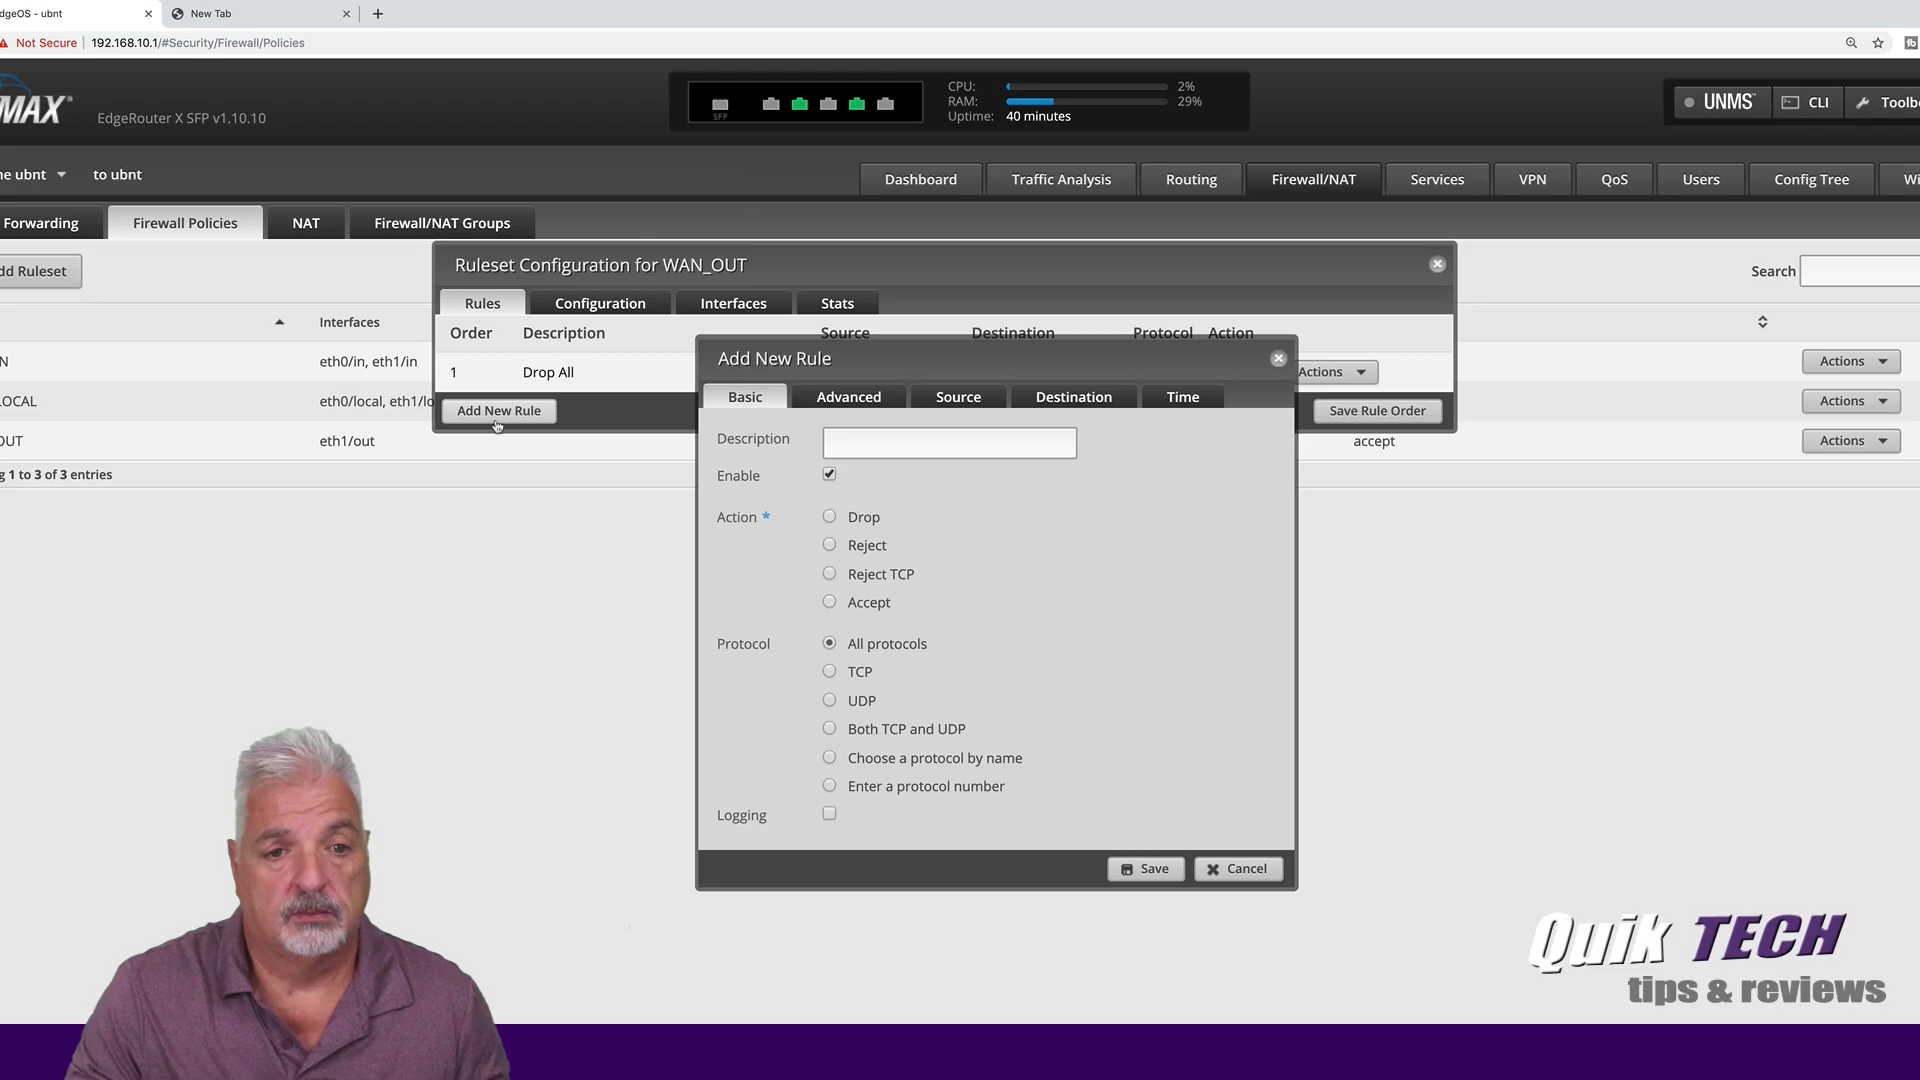 dgeOS - ubnt
New Tab
Not Secure
192.168.10.1/#Security/Firewall/Policies
MAX®
EdgeRouter X SFP v1.10.10
SFP
CPU: 2%
RAM: 29%
Uptime: 40 minutes
UNMS
CLI
Toolb
ne ubnt
to ubnt
Dashboard
Traffic Analysis
Routing
Firewall/NAT
Services
VPN
QoS
Users
Config Tree
Wi
Forwarding
Firewall Policies
NAT
Firewall/NAT Groups
dd Ruleset
Search
Interfaces
N eth0/in, eth1/in Actions
OCAL eth0/local, eth1/lo Actions
OUT eth1/out accept Actions
g 1 to 3 of 3 entries
Ruleset Configuration for WAN_OUT
Rules
Configuration
Interfaces
Stats
Order Description Source Destination Protocol Action
1 Drop All Actions
Add New Rule
Save Rule Order
Add New Rule
Basic
Advanced
Source
Destination
Time
Description
Enable
Action *
Drop
Reject
Reject TCP
Accept
Protocol
All protocols
TCP
UDP
Both TCP and UDP
Choose a protocol by name
Enter a protocol number
Logging
Save
Cancel
Quik TECH
tips & reviews